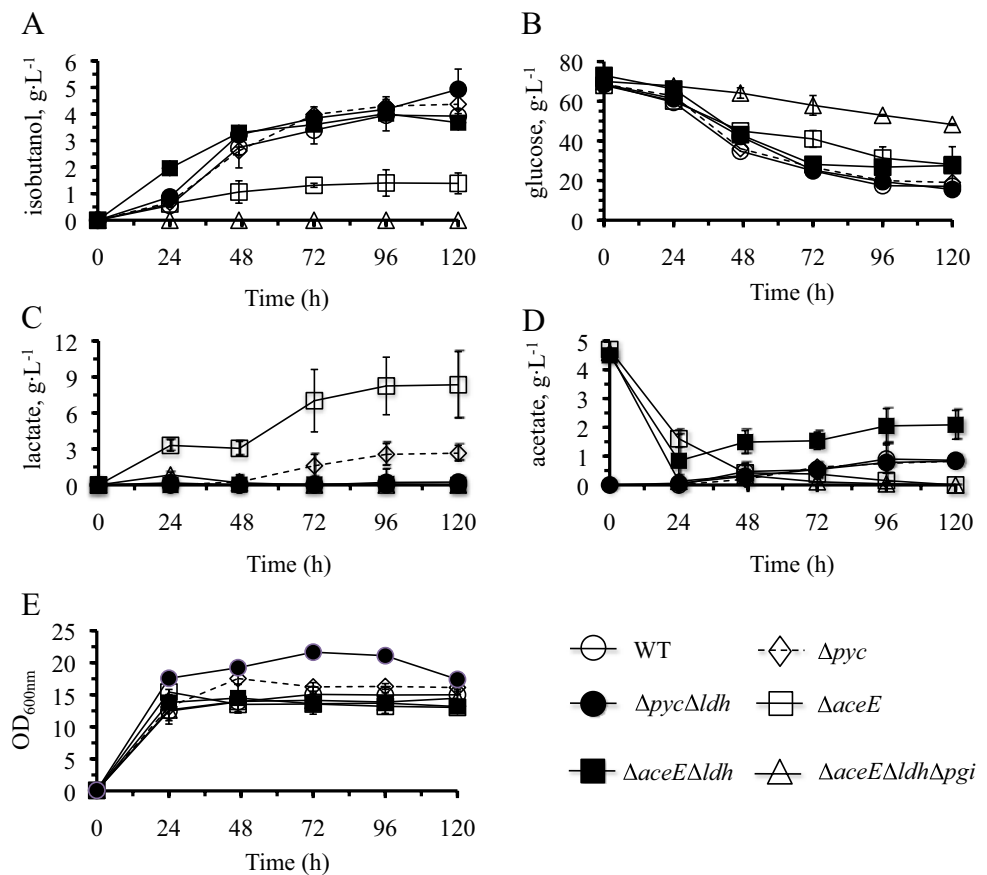 A
isobutanol, g·L-1
6
5
4
3
2
1
0
0 24 48 72 96 120
Time (h)
B
glucose, g·L-1
80
60
40
20
0
0 24 48 72 96 120
Time (h)
C
lactate, g·L-1
12
9
6
3
0
0 24 48 72 96 120
Time (h)
D
acetate, g·L-1
5
4
3
2
1
0
0 24 48 72 96 120
Time (h)
E
OD600nm
25
20
15
10
5
0
0 24 48 72 96 120
Time (h)
WT
Δpyc
ΔpycΔldh
ΔaceE
ΔaceEΔldh
ΔaceEΔldhΔpgi